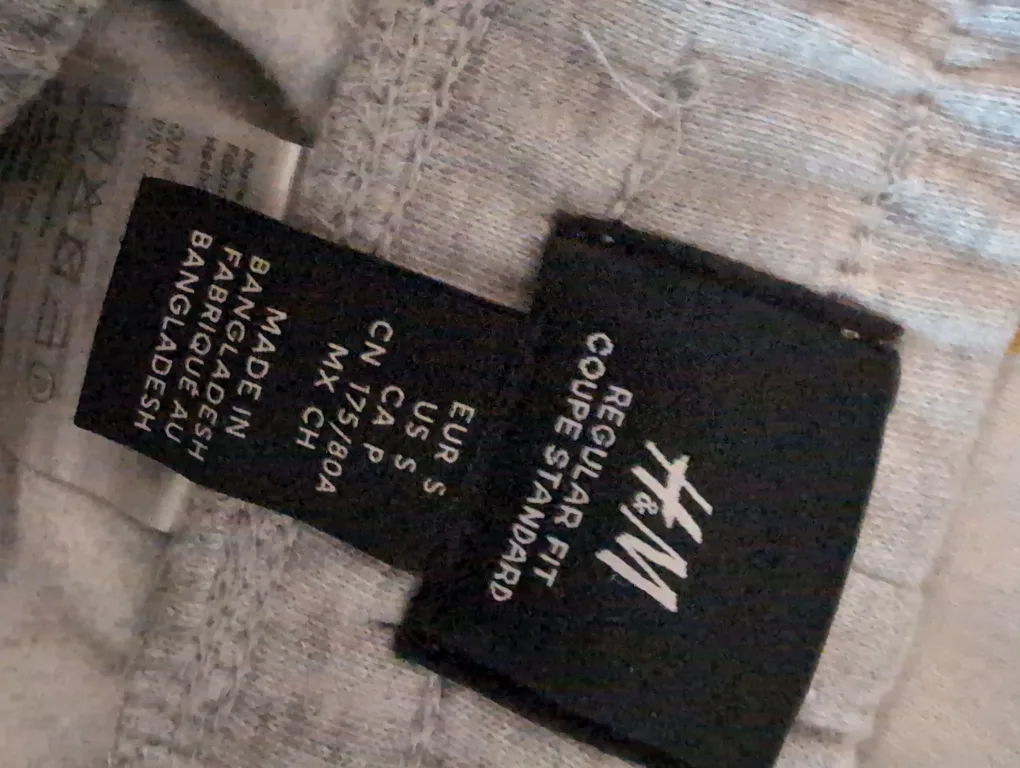 H&M
REGULAR FIT
COUPE STANDARD
EUR S
US S
CA P
CN 175/80A
MX CH
MADE IN
BANGLADESH
FABRIQUÉ AU
BANGLADESH